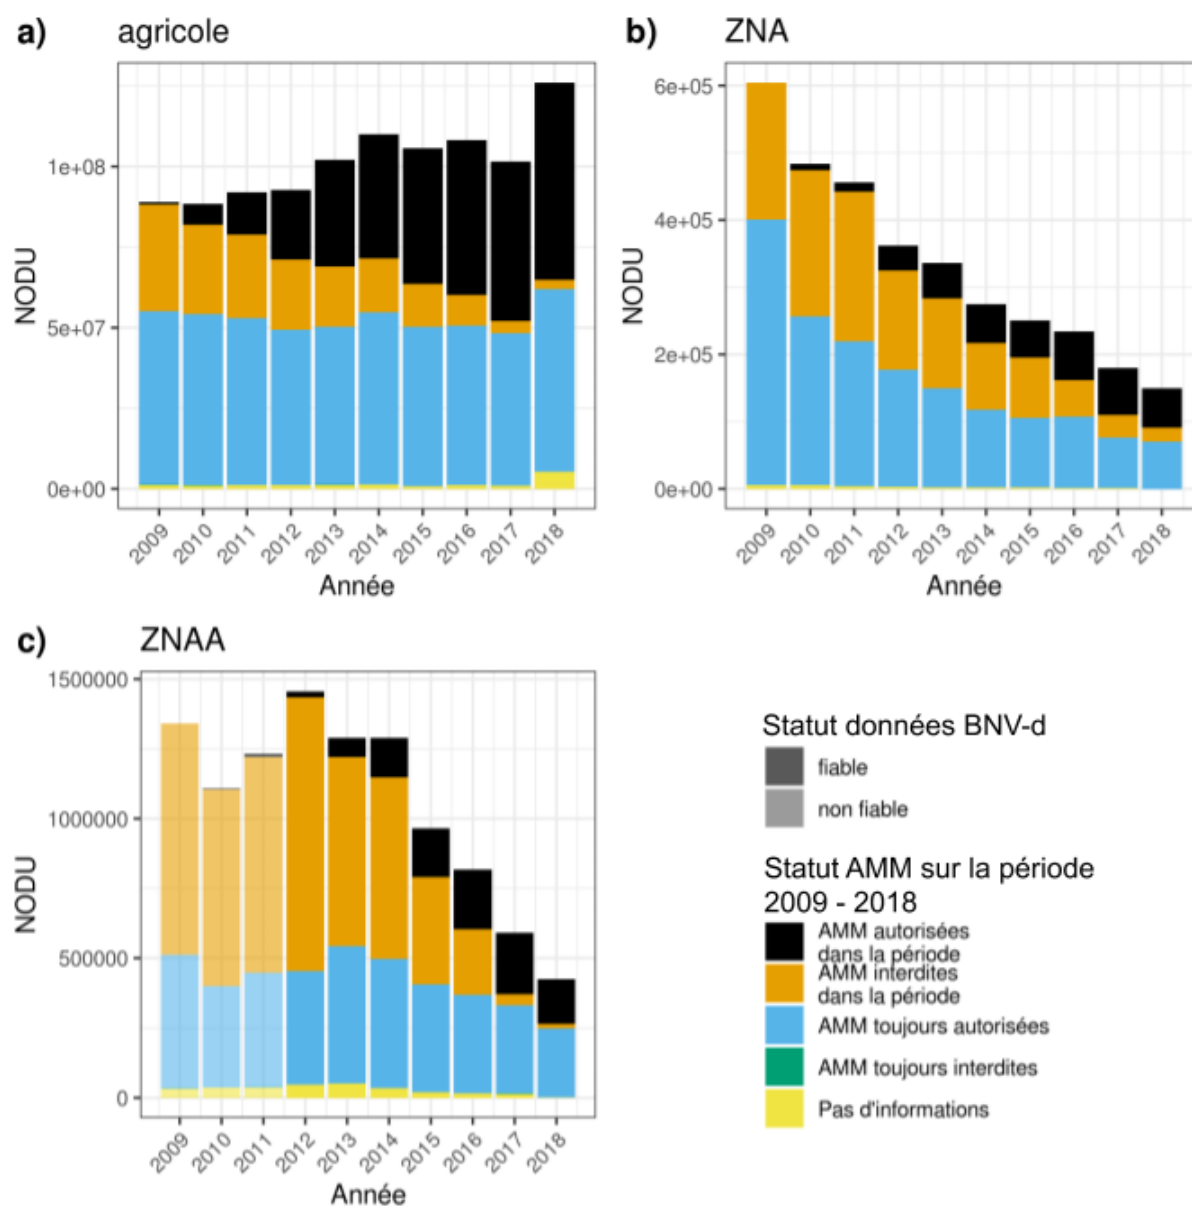 a) agricole
NODU
1e+08
5e+07
0e+00
2009 2010 2011 2012 2013 2014 2015 2016 2017 2018
Année
b) ZNA
NODU
6e+05
4e+05
2e+05
0e+00
2009 2010 2011 2012 2013 2014 2015 2016 2017 2018
Année
c) ZNAA
NODU
1500000
1000000
500000
0
2009 2010 2011 2012 2013 2014 2015 2016 2017 2018
Année
Statut données BNV-d
fiable
non fiable
Statut AMM sur la période
2009 - 2018
AMM autorisées
dans la période
AMM interdites
dans la période
AMM toujours autorisées
AMM toujours interdites
Pas d'informations